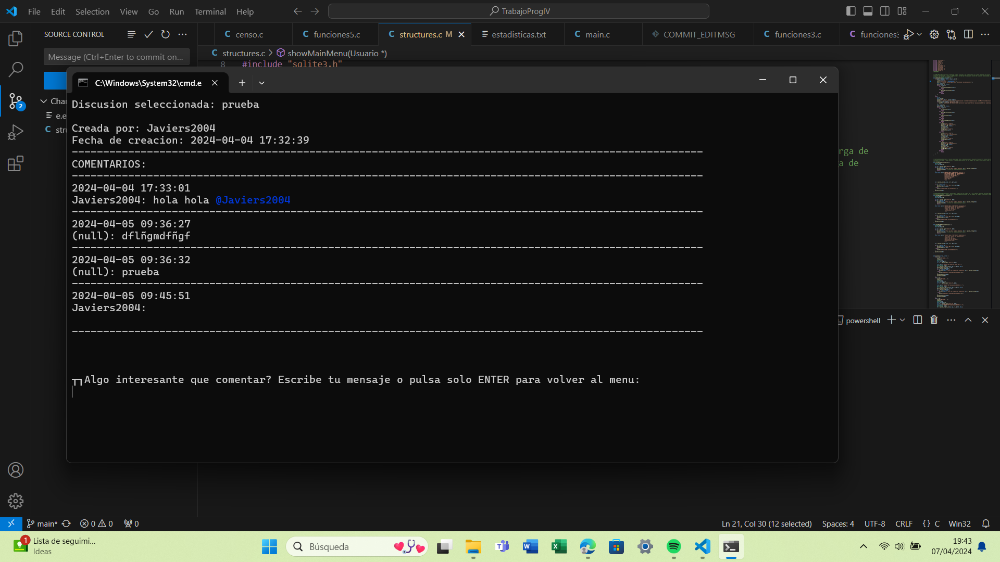 File Edit Selection View Go Run Terminal Help
TrabajoProgIV
SOURCE CONTROL
censo.c
funciones5.c
structures.c M
estadisticas.txt
main.c
COMMIT_EDITMSG
funciones3.c
funciones3
Message (Ctrl+Enter to commit on...
structures.c > showMainMenu(Usuario *)
8 #include "sqlite3.h"
C:\Windows\System32\cmd.e
Char
e.e
C stru
2
Discusion seleccionada: prueba
Creada por: Javiers2004
Fecha de creacion: 2024-04-04 17:32:39
-----------------------------------------------------------------------------------------------------
COMENTARIOS:
-----------------------------------------------------------------------------------------------------
2024-04-04 17:33:01
Javiers2004: hola hola @Javiers2004
-----------------------------------------------------------------------------------------------------
2024-04-05 09:36:27
(null): dflñgmdfñgf
-----------------------------------------------------------------------------------------------------
2024-04-05 09:36:32
(null): prueba
-----------------------------------------------------------------------------------------------------
2024-04-05 09:45:51
Javiers2004:
-----------------------------------------------------------------------------------------------------
┬┐Algo interesante que comentar? Escribe tu mensaje o pulsa solo ENTER para volver al menu:
rga de
a de
powershell
main* 0 0 0
Ln 21, Col 30 (12 selected) Spaces: 4 UTF-8 CRLF {} C Win32
1
Lista de seguimi...
Ideas
Búsqueda
19:43
07/04/2024